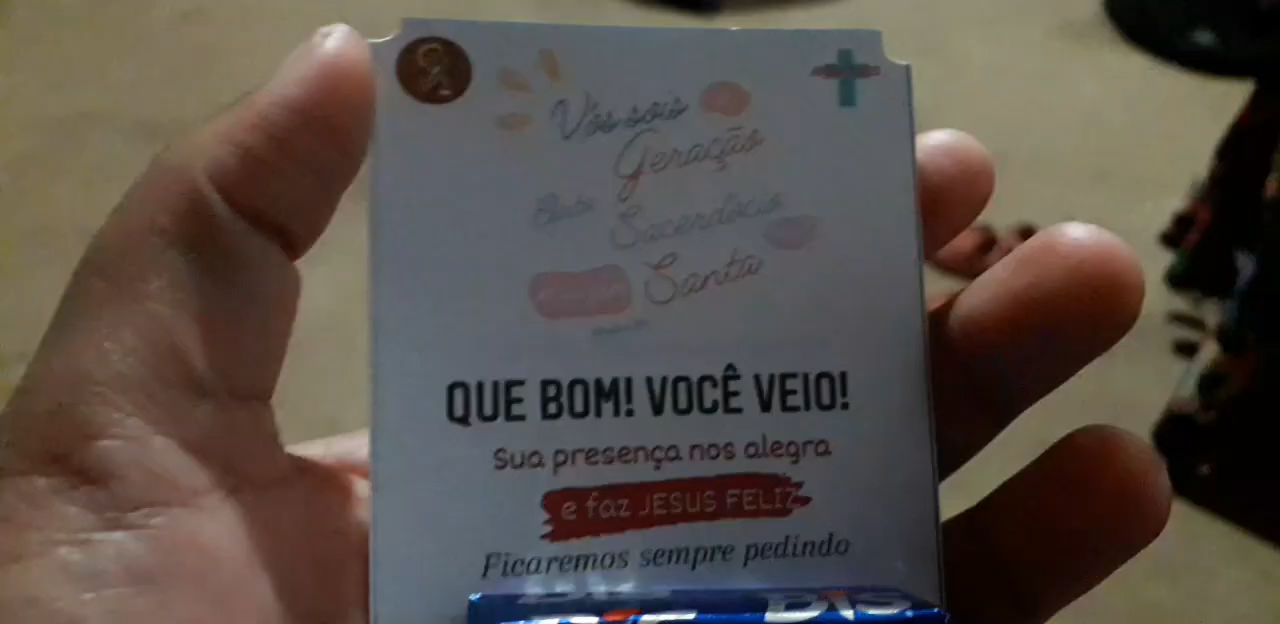 Vós sois
Geração
Sacerdócio
Santa
QUE BOM! VOCÊ VEIO!
Sua presença nos alegra
e faz JESUS FELIZ
Ficaremos sempre pedindo
BIS